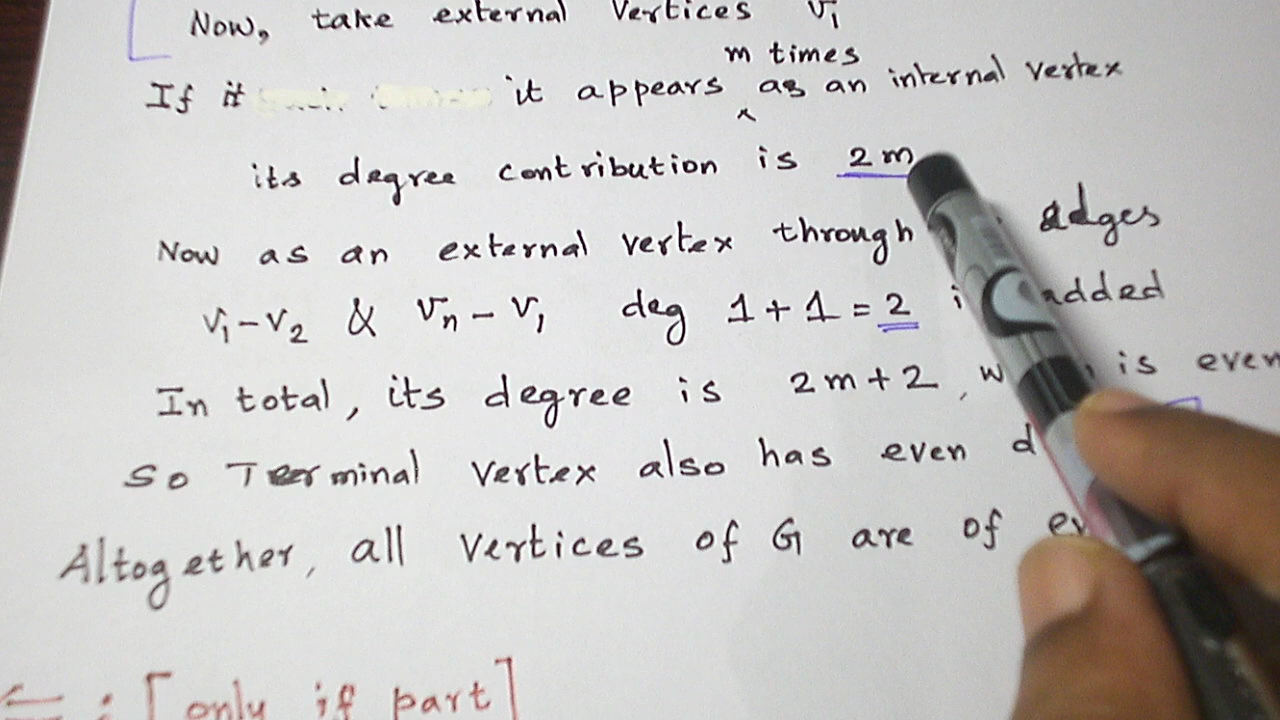 Now, take external vertices v1
m times
If it it appears ^ as an internal vertex
its degree contribution is 2m
Now as an external vertex through edges
v1-v2 & vn-v1 deg 1+1=2 added
In total, its degree is 2m+2, is even
So Terminal vertex also has even
Altogether, all vertices of G are of
⇐ : [only if part]